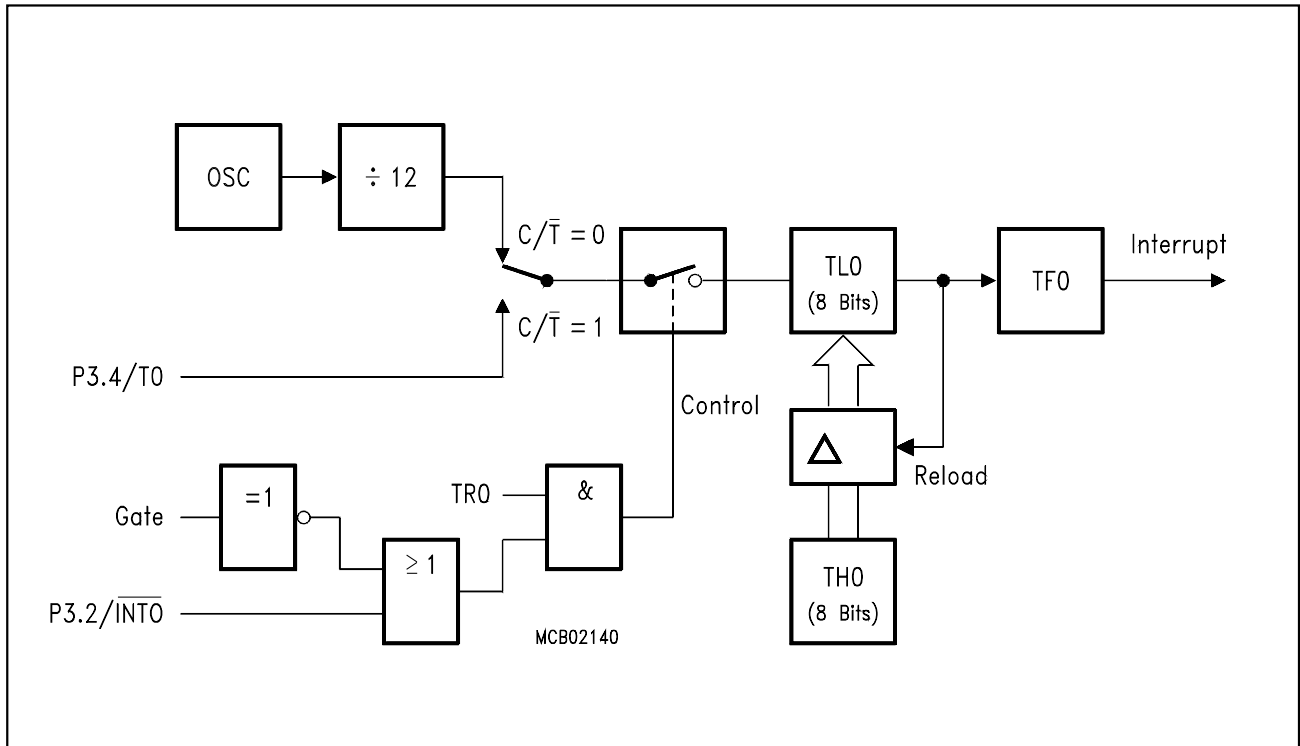 OSC
÷ 12
C/T̅ = 0
C/T̅ = 1
P3.4/T0
TL0
(8 Bits)
TF0
Interrupt
Control
Reload
Gate
=1
TR0
&
≥ 1
P3.2/I̅N̅T̅0̅
TH0
(8 Bits)
MCB02140